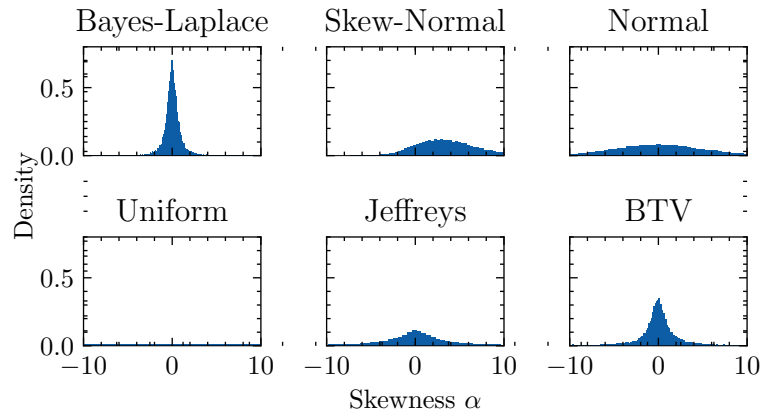 Bayes-Laplace Skew-Normal Normal
0.5
0.0
Density
Uniform Jeffreys BTV
0.5
0.0
−10 0 10 −10 0 10 −10 0 10
Skewness α